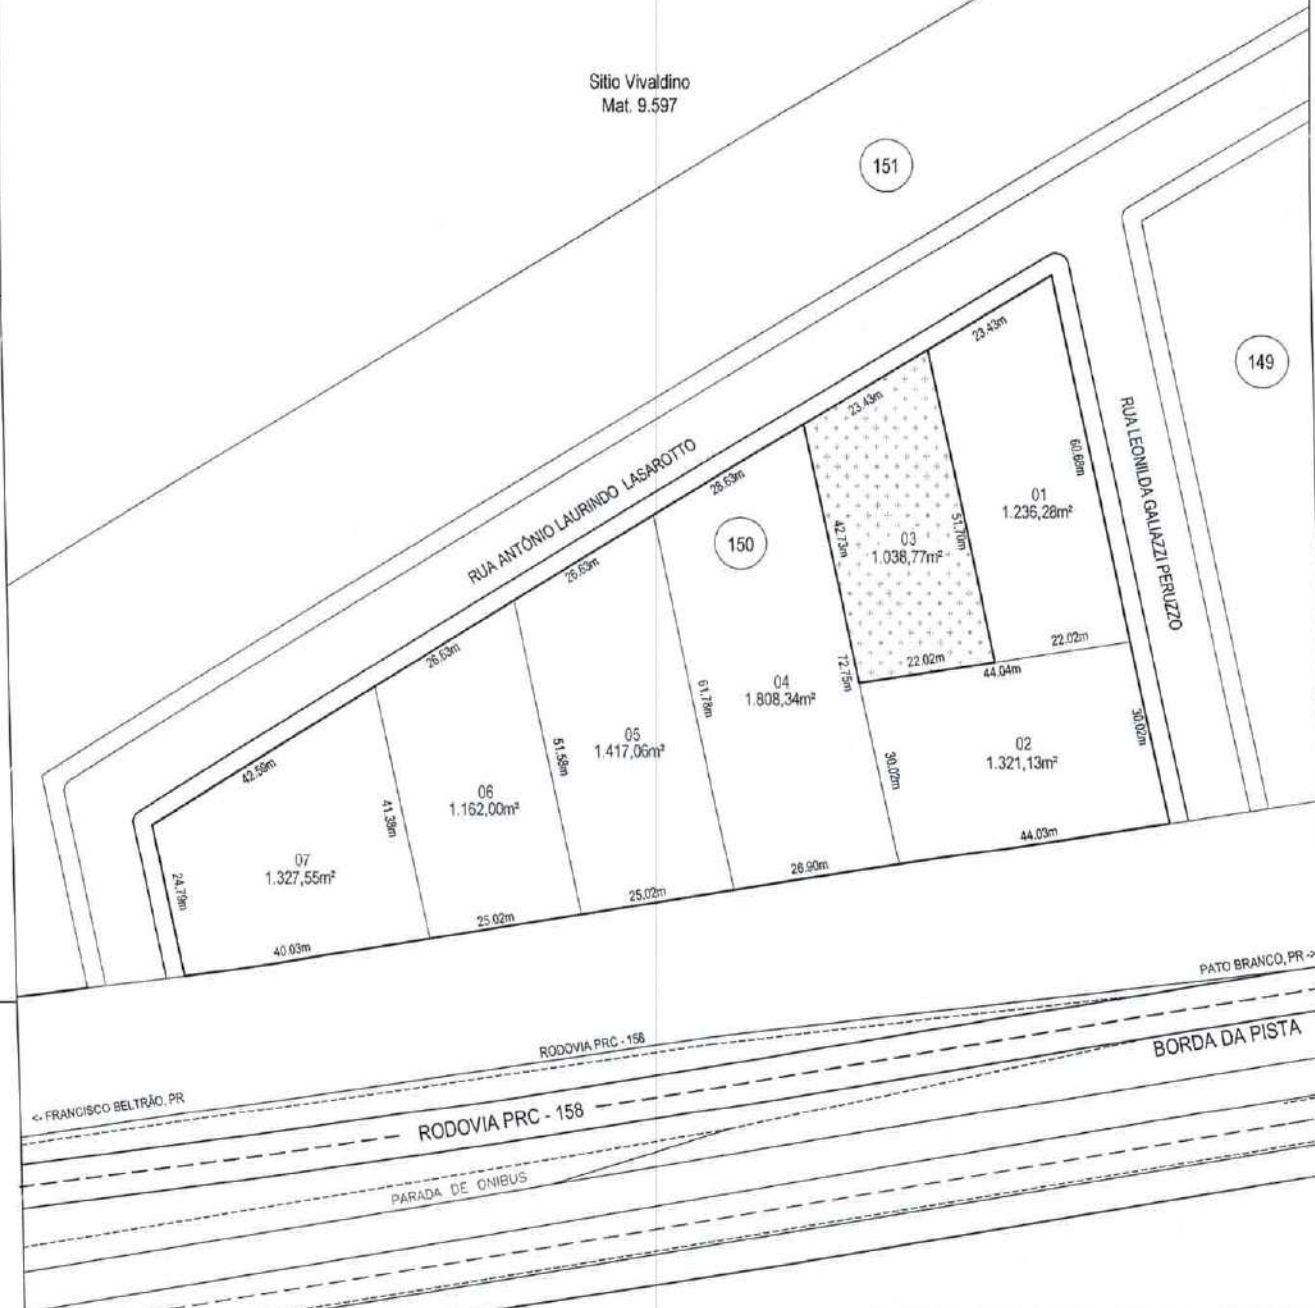 Sitio Vivaldino
Mat. 9.597
151
149
23.43m
23.43m
RUA LEONILDA GALIAZZI PERUZZO
60.68m
RUA ANTÔNIO LAURINDO LASAROTTO
28.63m
01
1.236,28m²
150
42.73m
51.70m
03
1.038,77m²
26.63m
22.02m
26.63m
22.02m
44.04m
72.75m
04
1.808,34m²
61.78m
30.02m
05
1.417,06m²
51.58m
02
1.321,13m²
30.02m
42.59m
06
1.162,00m²
41.38m
44.03m
07
1.327,55m²
24.79m
26.90m
25.02m
25.02m
40.03m
PATO BRANCO, PR ->
RODOVIA PRC - 158
BORDA DA PISTA
<- FRANCISCO BELTRÃO, PR
RODOVIA PRC - 158
PARADA DE ONIBUS